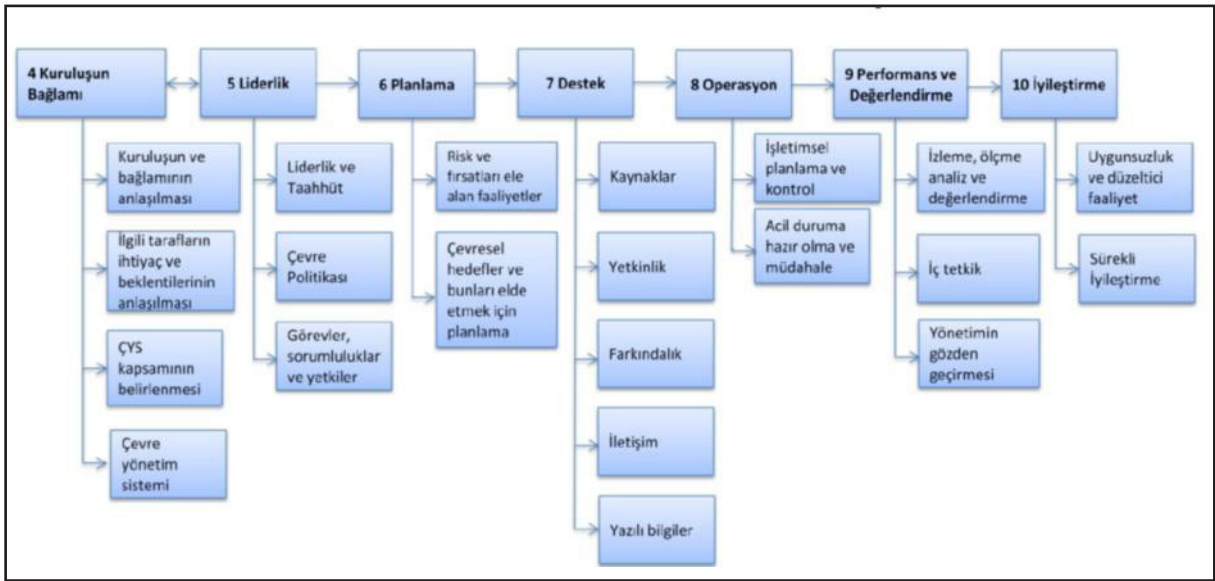 4 Kuruluşun
Bağlamı
5 Liderlik
6 Planlama
7 Destek
8 Operasyon
9 Performans ve
Değerlendirme
10 İyileştirme
Kuruluşun ve
bağlamının
anlaşılması
İlgili tarafların
ihtiyaç ve
beklentilerinin
anlaşılması
ÇYS
kapsamının
belirlenmesi
Çevre
yönetim
sistemi
Liderlik ve
Taahhüt
Çevre
Politikası
Görevler,
sorumluluklar
ve yetkiler
Risk ve
fırsatları ele
alan faaliyetler
Çevresel
hedefler ve
bunları elde
etmek için
planlama
Kaynaklar
Yetkinlik
Farkındalık
İletişim
Yazılı bilgiler
İşletimsel
planlama ve
kontrol
Acil duruma
hazır olma ve
müdahale
İzleme, ölçme
analiz ve
değerlendirme
İç tetkik
Yönetimin
gözden
geçirmesi
Uygunsuzluk
ve düzeltici
faaliyet
Sürekli
İyileştirme